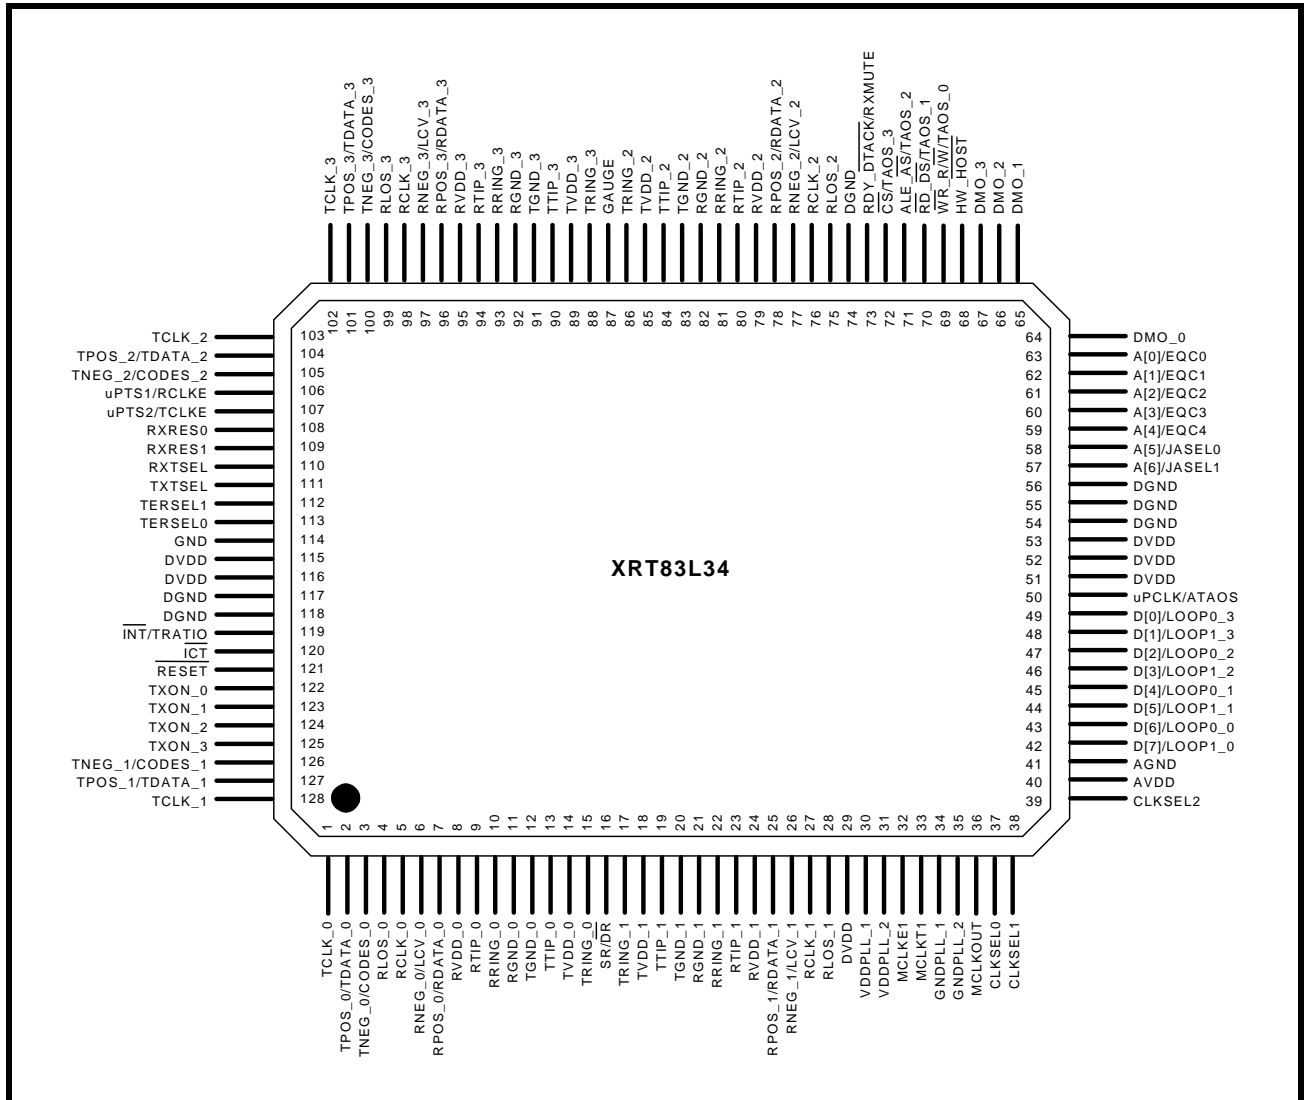 TCLK_3
TPOS_3/TDATA_3
TNEG_3/CODES_3
RLOS_3
RCLK_3
RNEG_3/LCV_3
RPOS_3/RDATA_3
RVDD_3
RTIP_3
RRING_3
RGND_3
TGND_3
TTIP_3
TVDD_3
TRING_3
GAUGE
TRING_2
TVDD_2
TTIP_2
TGND_2
RGND_2
RRING_2
RTIP_2
RVDD_2
RPOS_2/RDATA_2
RNEG_2/LCV_2
RCLK_2
RLOS_2
DGND
RDY_DTACK/RXMUTE
CS/TAOS_3
ALE_AS/TAOS_2
RD_DS/TAOS_1
WR_R/W/TAOS_0
HW_HOST
DMO_3
DMO_2
DMO_1
102
101
100
99
98
97
96
95
94
93
92
91
90
89
88
87
86
85
84
83
82
81
80
79
78
77
76
75
74
73
72
71
70
69
68
67
66
65
TCLK_2 103
TPOS_2/TDATA_2 104
TNEG_2/CODES_2 105
uPTS1/RCLKE 106
uPTS2/TCLKE 107
RXRES0 108
RXRES1 109
RXTSEL 110
TXTSEL 111
TERSEL1 112
TERSEL0 113
GND 114
DVDD 115
DVDD 116
DGND 117
DGND 118
INT/TRATIO 119
ICT 120
RESET 121
TXON_0 122
TXON_1 123
TXON_2 124
TXON_3 125
TNEG_1/CODES_1 126
TPOS_1/TDATA_1 127
TCLK_1 128
XRT83L34
64 DMO_0
63 A[0]/EQC0
62 A[1]/EQC1
61 A[2]/EQC2
60 A[3]/EQC3
59 A[4]/EQC4
58 A[5]/JASEL0
57 A[6]/JASEL1
56 DGND
55 DGND
54 DGND
53 DVDD
52 DVDD
51 DVDD
50 uPCLK/ATAOS
49 D[0]/LOOP0_3
48 D[1]/LOOP1_3
47 D[2]/LOOP0_2
46 D[3]/LOOP1_2
45 D[4]/LOOP0_1
44 D[5]/LOOP1_1
43 D[6]/LOOP0_0
42 D[7]/LOOP1_0
41 AGND
40 AVDD
39 CLKSEL2
1
2
3
4
5
6
7
8
9
10
11
12
13
14
15
16
17
18
19
20
21
22
23
24
25
26
27
28
29
30
31
32
33
34
35
36
37
38
TCLK_0
TPOS_0/TDATA_0
TNEG_0/CODES_0
RLOS_0
RCLK_0
RNEG_0/LCV_0
RPOS_0/RDATA_0
RVDD_0
RTIP_0
RRING_0
RGND_0
TGND_0
TTIP_0
TVDD_0
TRING_0
SR/DR
TRING_1
TVDD_1
TTIP_1
TGND_1
RGND_1
RRING_1
RTIP_1
RVDD_1
RPOS_1/RDATA_1
RNEG_1/LCV_1
RCLK_1
RLOS_1
DVDD
VDDPLL_1
VDDPLL_2
MCLKE1
MCLKT1
GNDPLL_1
GNDPLL_2
MCLKOUT
CLKSEL0
CLKSEL1